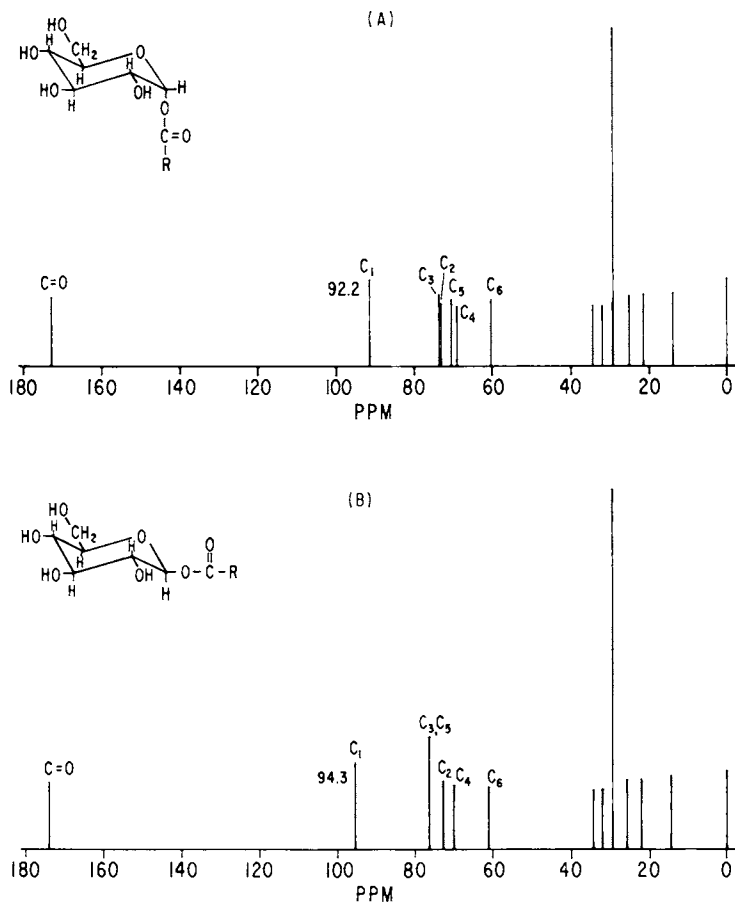 (A)
HO
H
HO
CH₂
O
H
H
HO
H
OH
H
O
C=O
R
C=O
C₁
92.2
C₃
C₂
C₅
C₄
C₆
180 160 140 120 100 80 60 40 20 0
PPM
(B)
HO
H
HO
CH₂
O
H
H
HO
H
OH
H
O
O-C-R
C=O
C₁
94.3
C₃,C₅
C₂
C₄
C₆
180 160 140 120 100 80 60 40 20 0
PPM